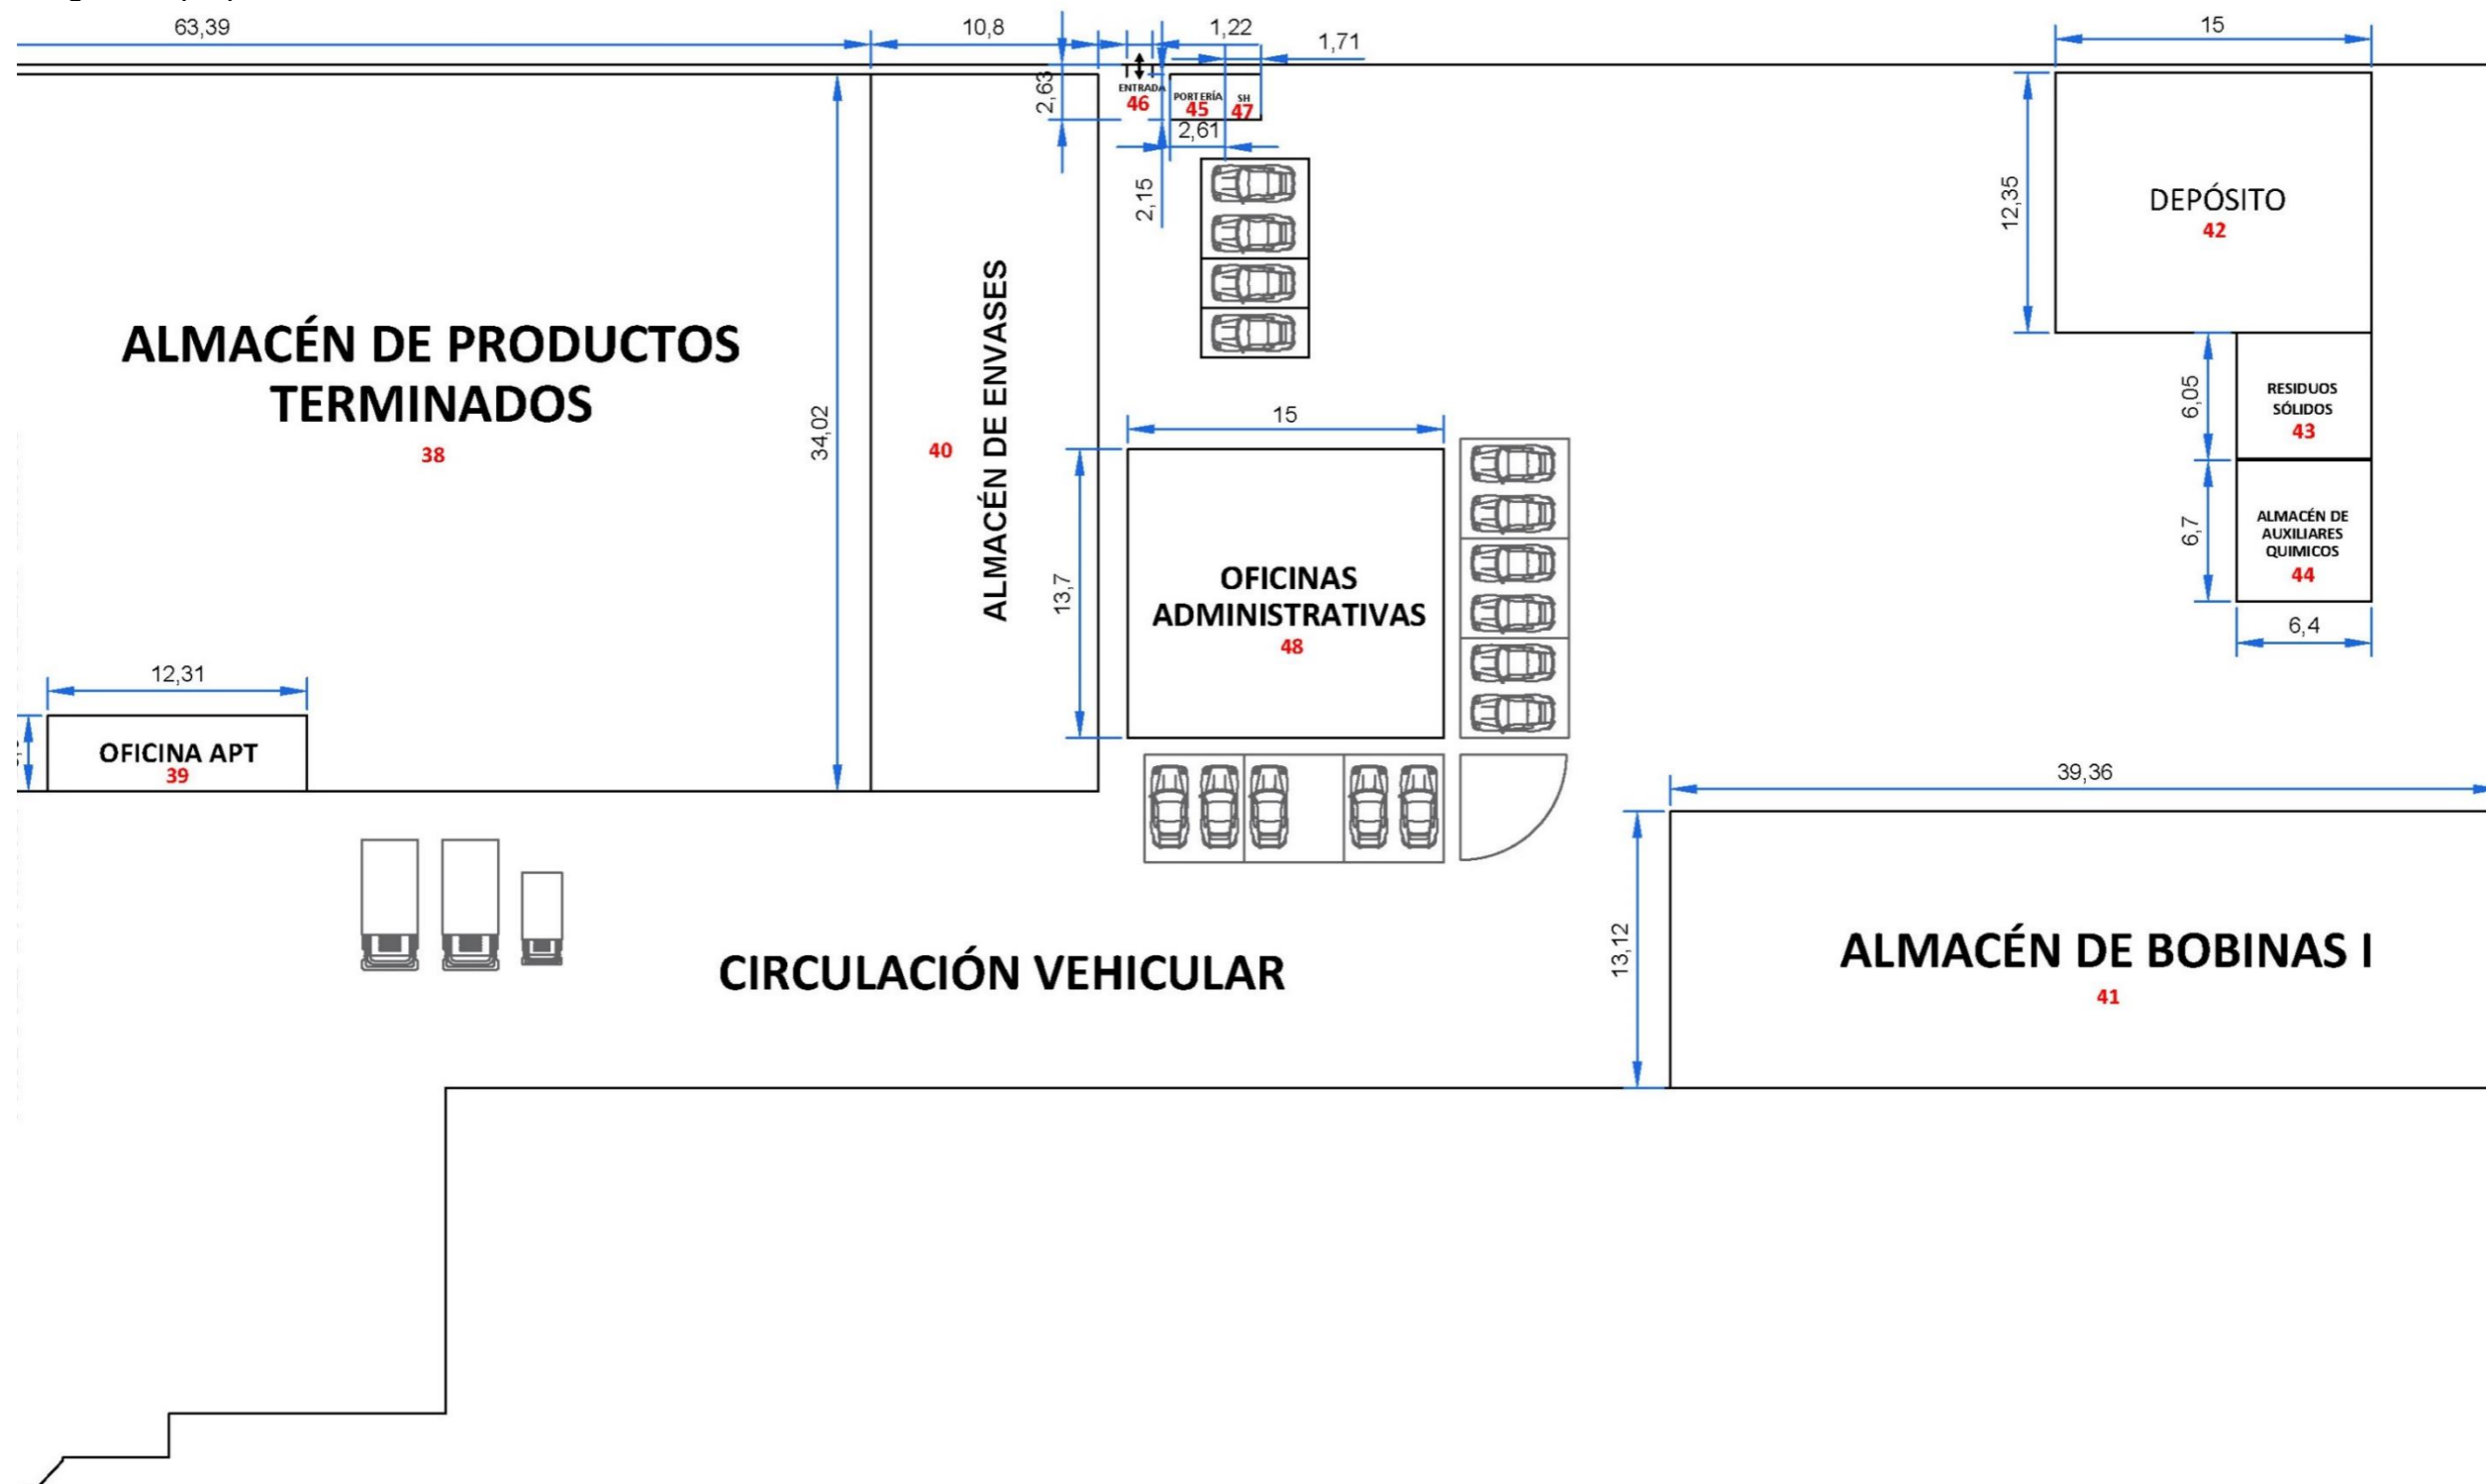 63,39
10,8
1,22
1,71
15
2,63
ENTRADA
46
PORTERÍA
45
SH
47
2,61
2,15
12,35
DEPÓSITO
42
ALMACÉN DE PRODUCTOS
TERMINADOS
38
34,02
40
ALMACÉN DE ENVASES
15
13,7
OFICINAS
ADMINISTRATIVAS
48
6,05
RESIDUOS
SÓLIDOS
43
6,7
ALMACÉN DE
AUXILIARES
QUIMICOS
44
6,4
12,31
OFICINA APT
39
39,36
13,12
ALMACÉN DE BOBINAS I
41
CIRCULACIÓN VEHICULAR